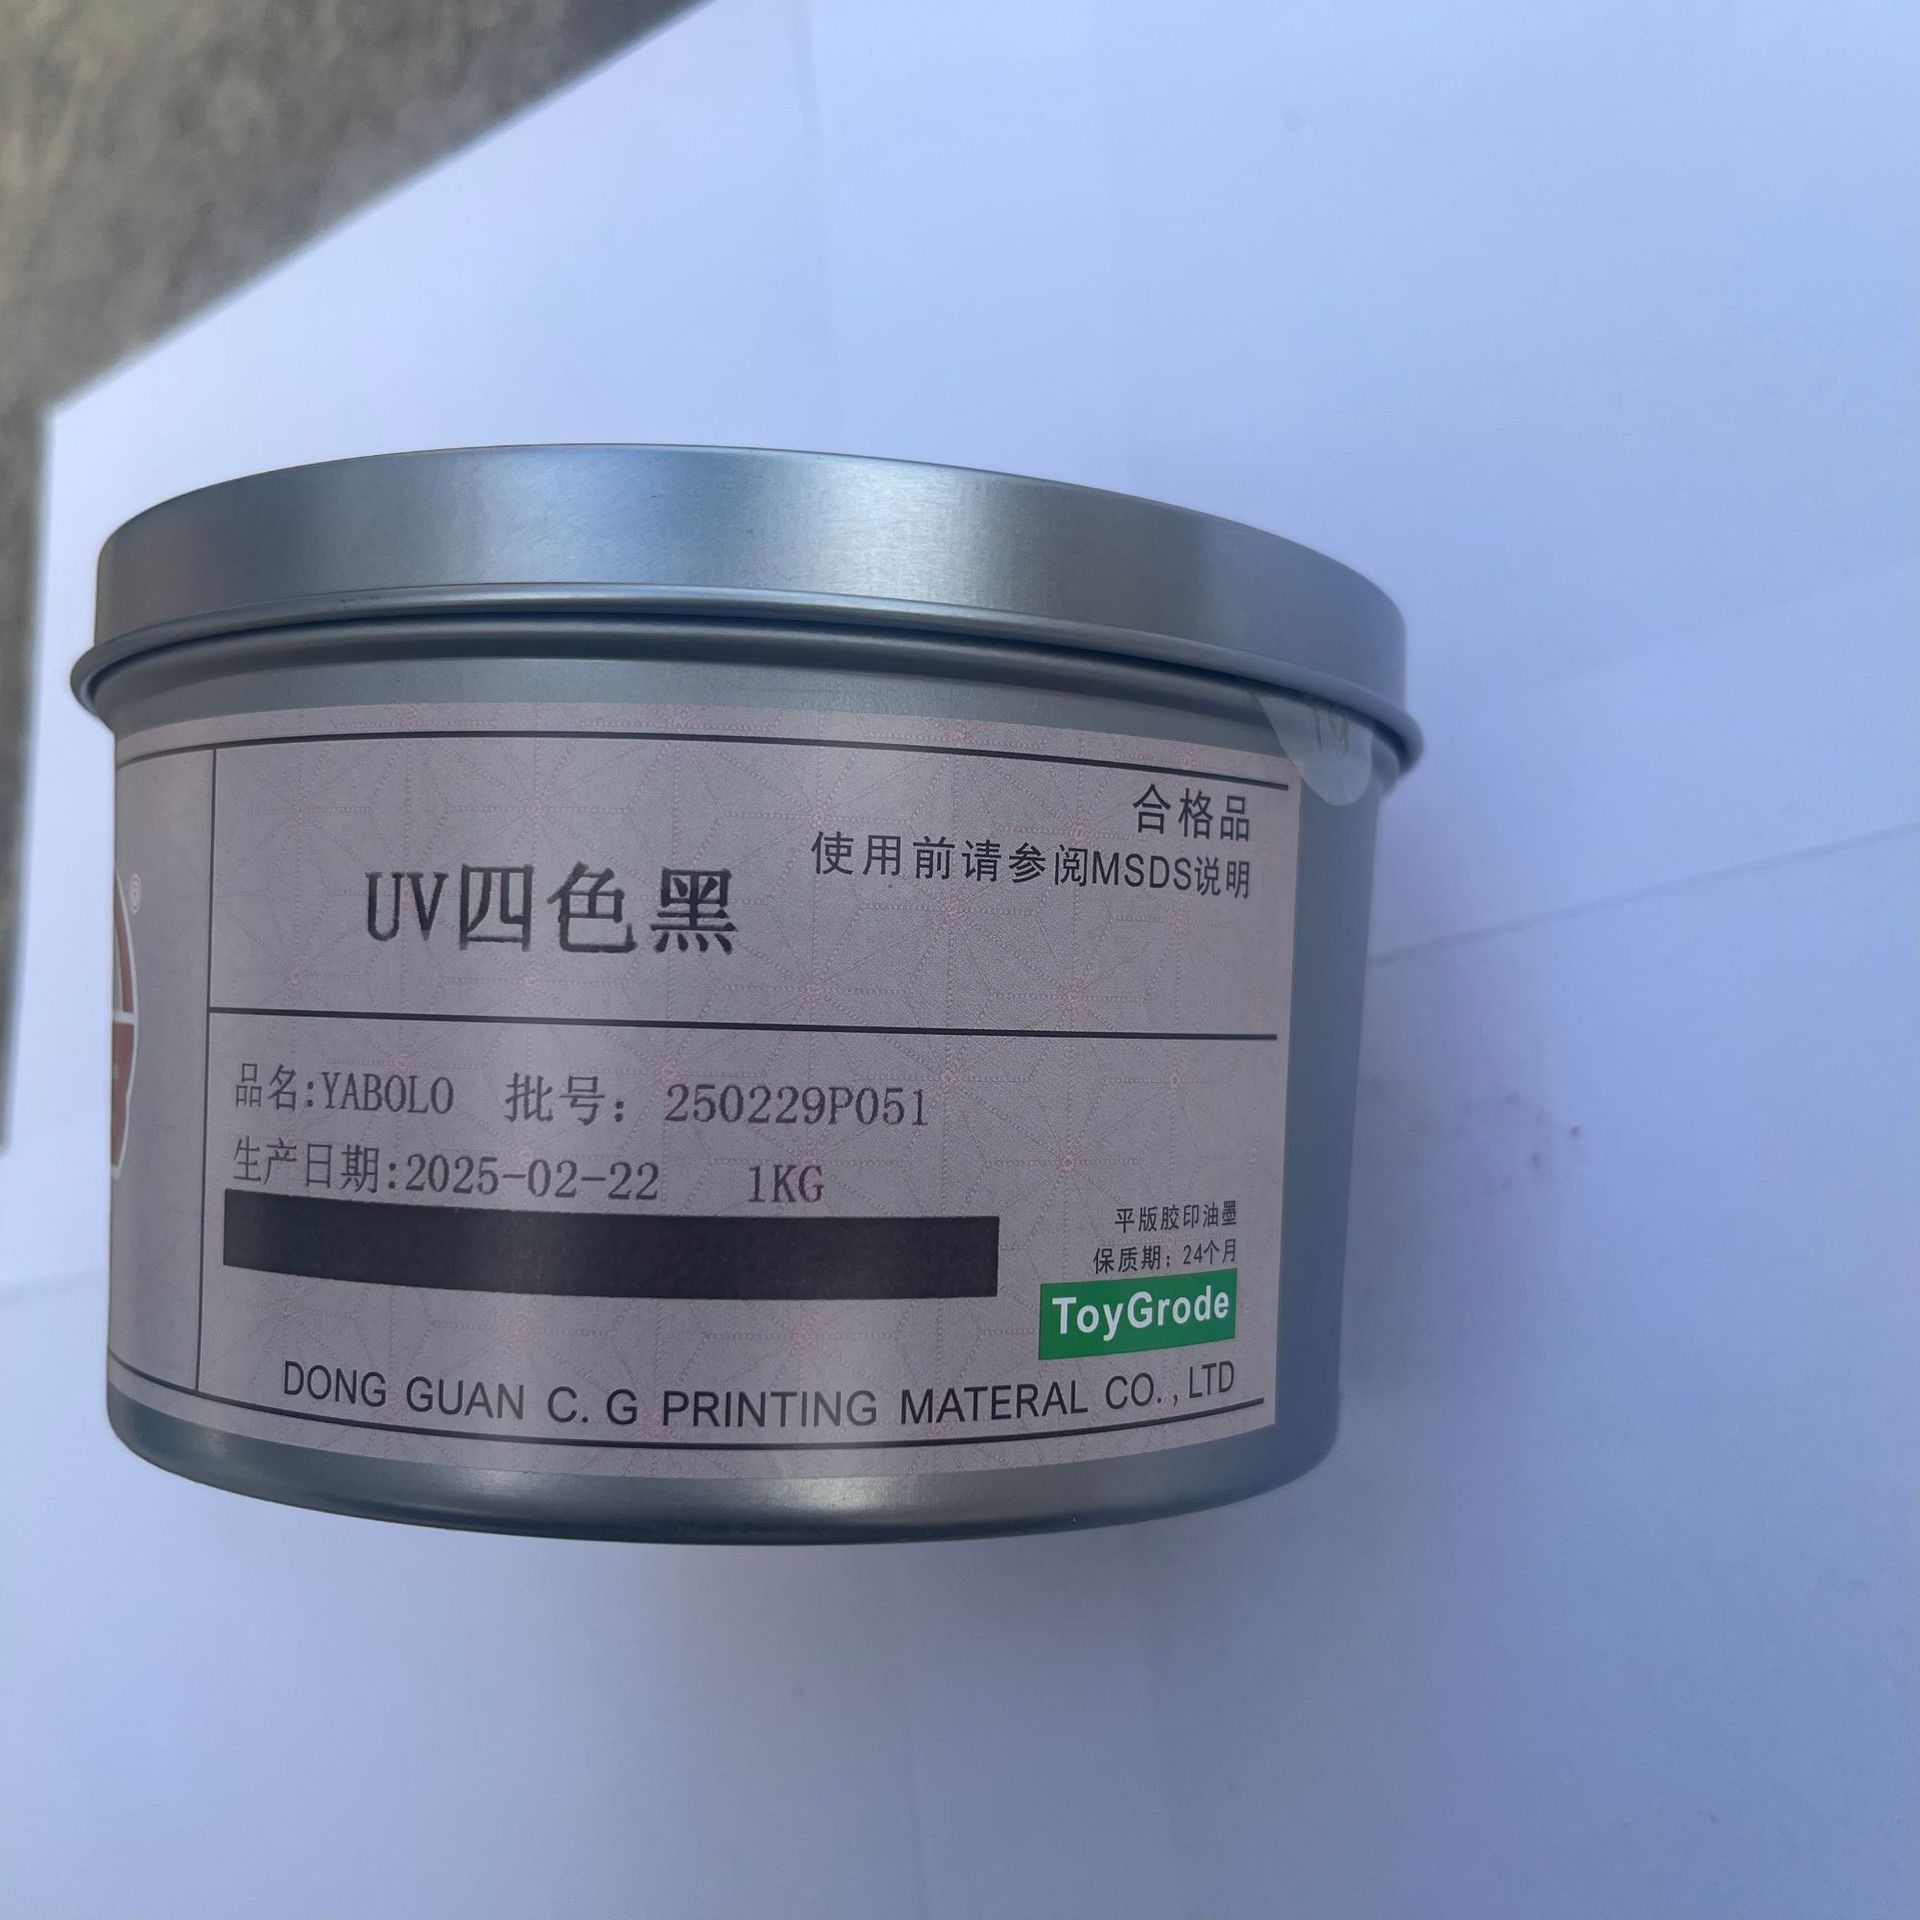 合格品
使用前请参阅MSDS说明
UV四色黑
®
品名:YABOLO 批号: 250229P051
生产日期:2025-02-22 1KG
平版胶印油墨
保质期: 24个月
ToyGrode
DONG GUAN C. G PRINTING MATERAL CO., LTD